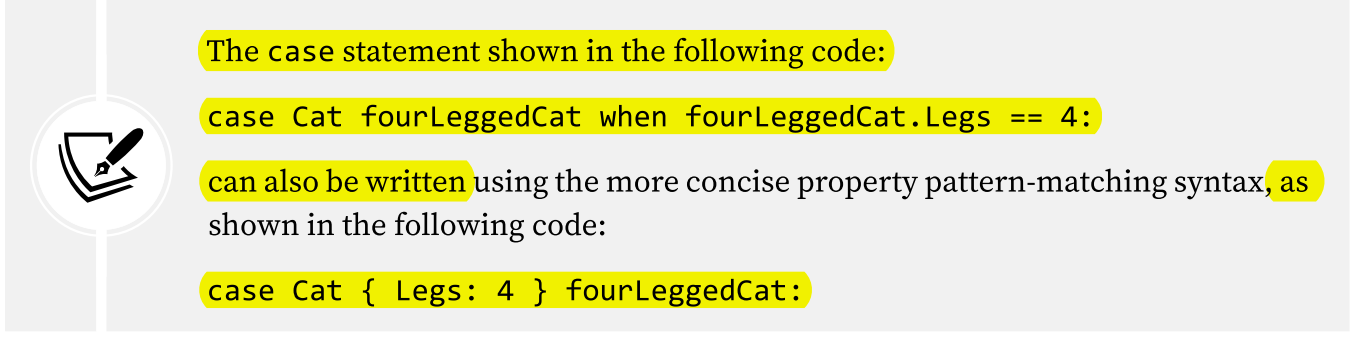 The case statement shown in the following code:
case Cat fourLeggedCat when fourLeggedCat.Legs == 4:
can also be written using the more concise property pattern-matching syntax, as
shown in the following code:
case Cat { Legs: 4 } fourLeggedCat: